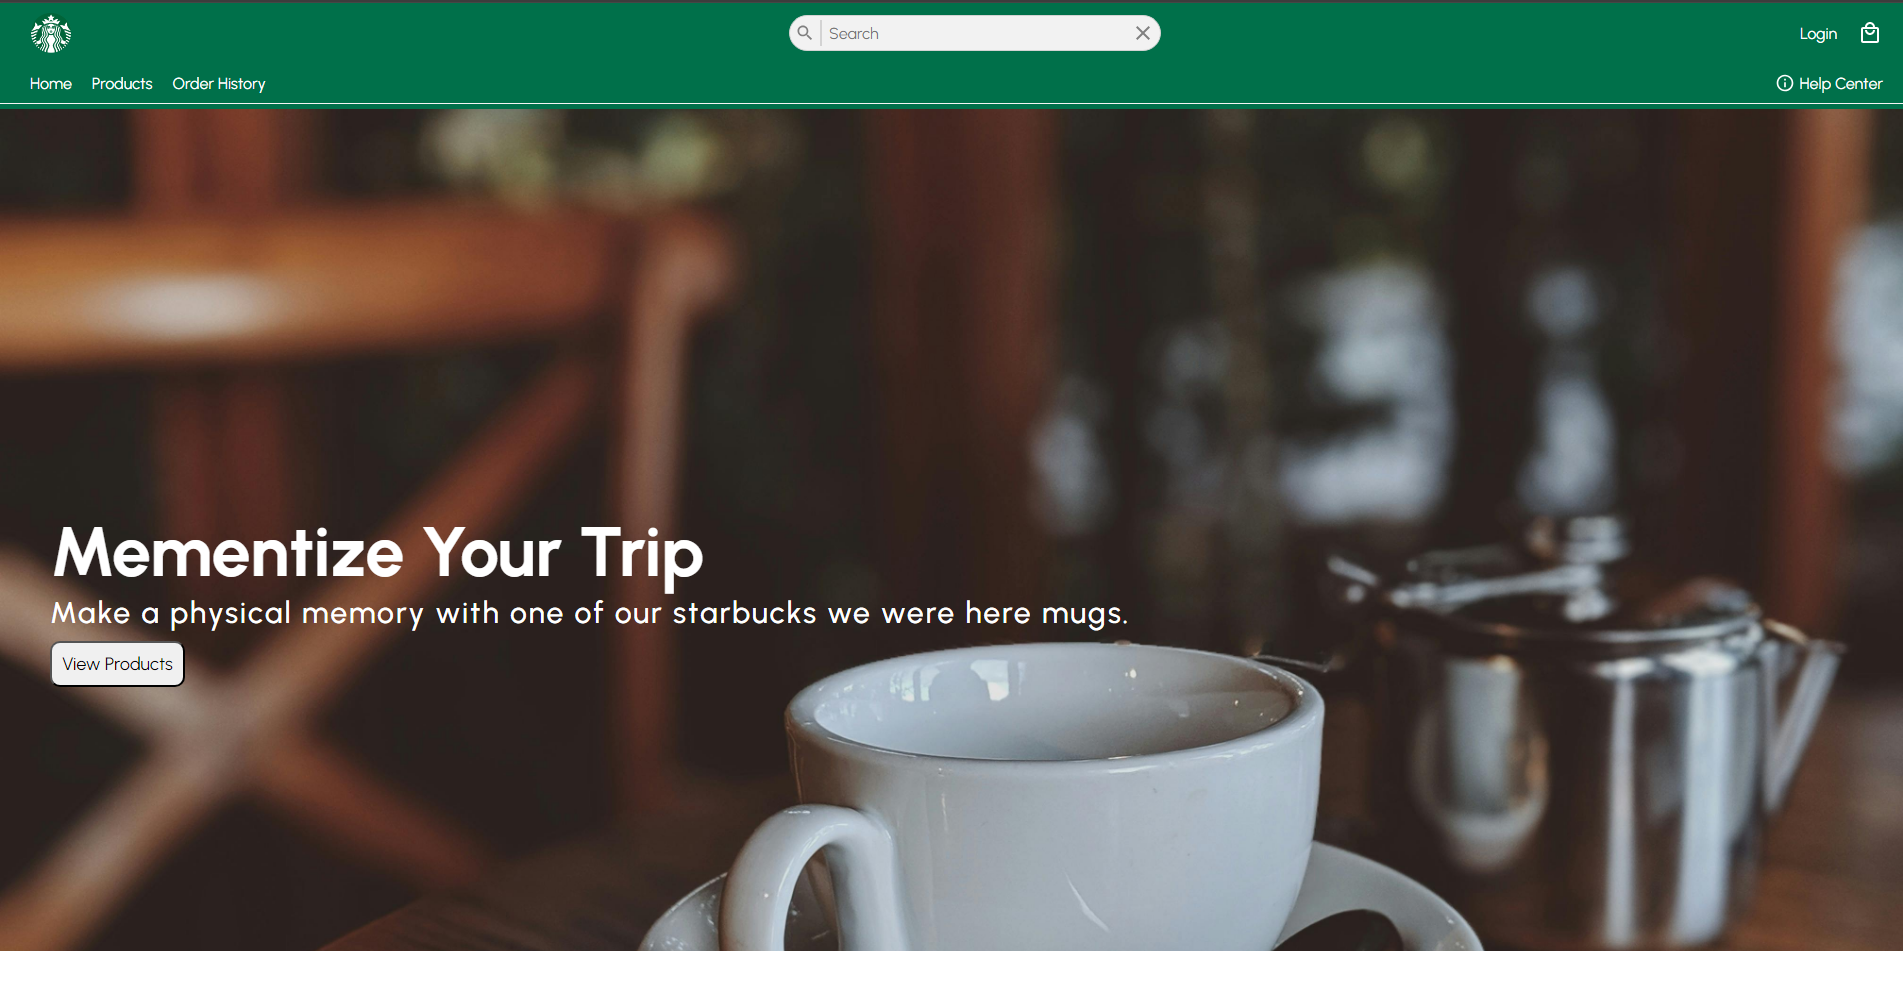 Search
Login
Home
Products
Order History
Help Center
Mementize Your Trip
Make a physical memory with one of our starbucks we were here mugs.
View Products